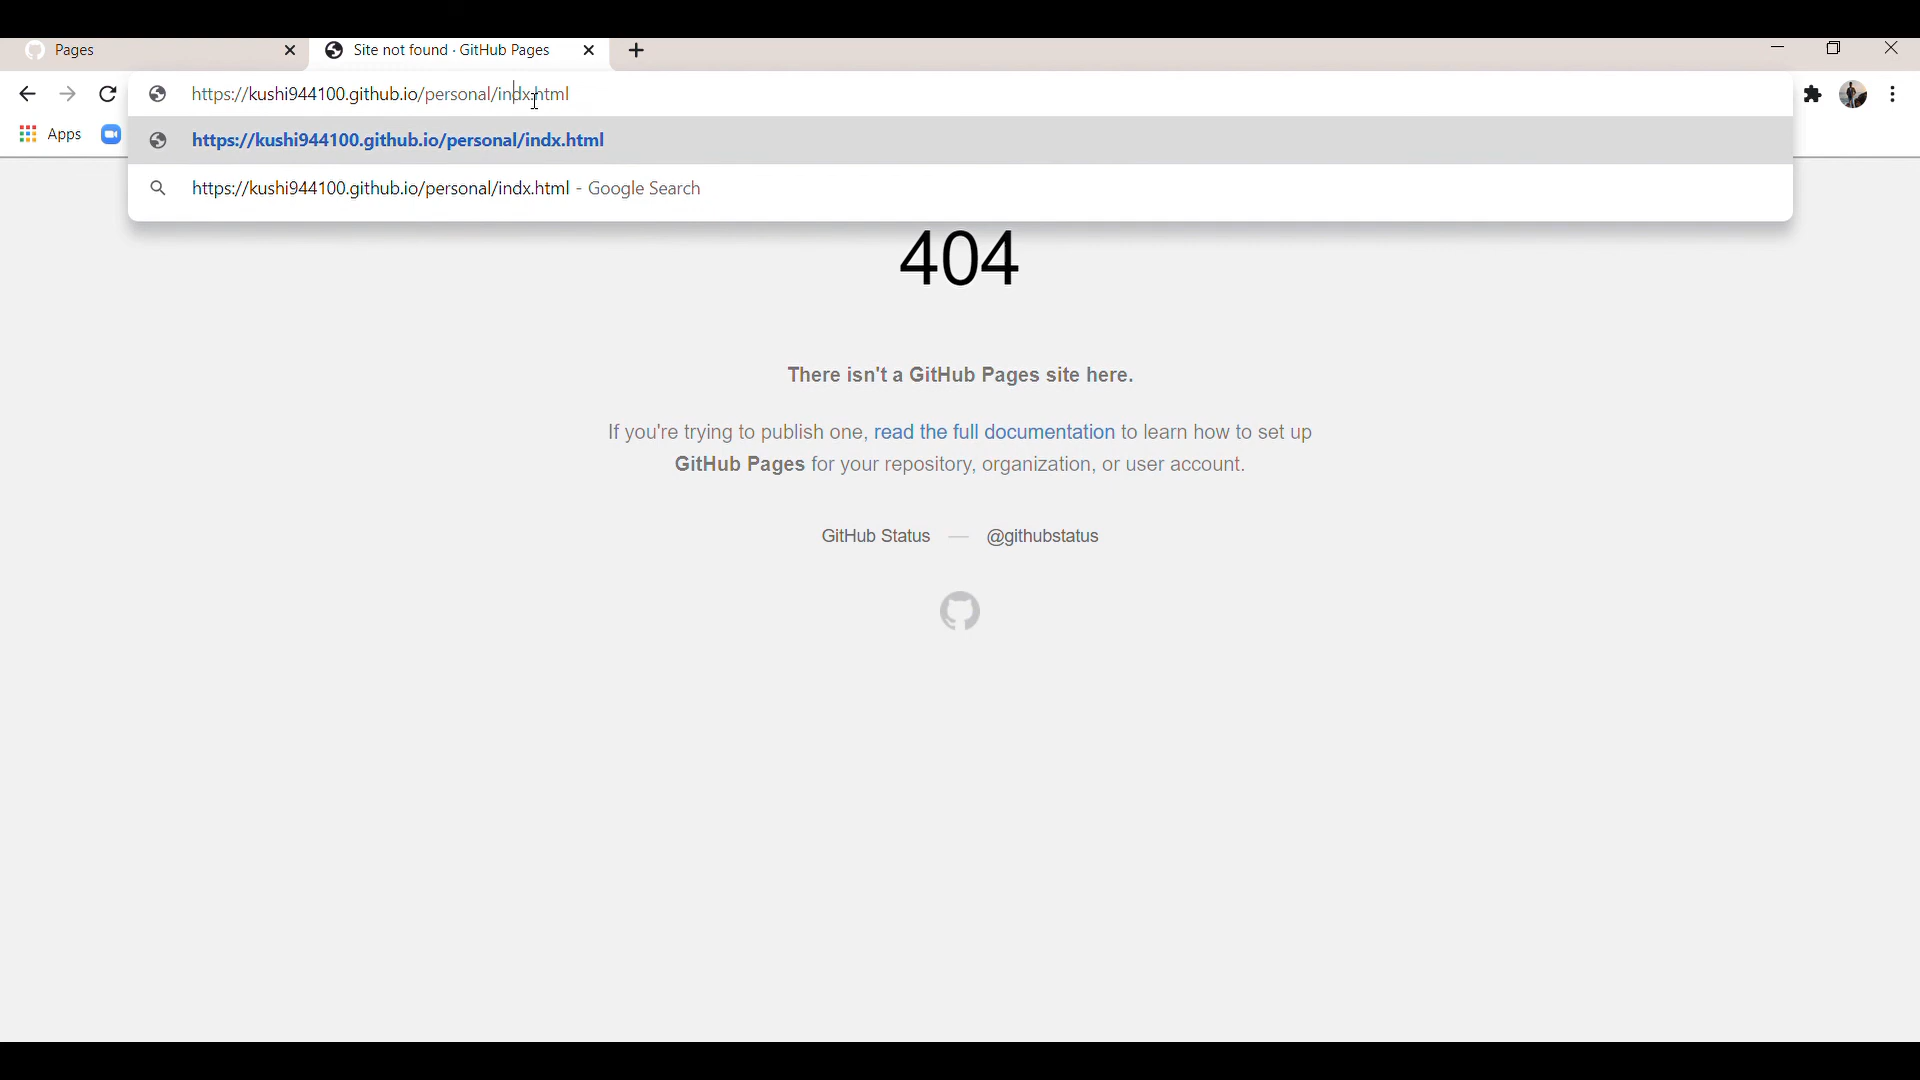 Pages
Site not found · GitHub Pages
https://kushi944100.github.io/personal/indx.html
Apps
https://kushi944100.github.io/personal/indx.html
https://kushi944100.github.io/personal/indx.html - Google Search
404
There isn't a GitHub Pages site here.
If you're trying to publish one, read the full documentation to learn how to set up
GitHub Pages for your repository, organization, or user account.
GitHub Status — @githubstatus